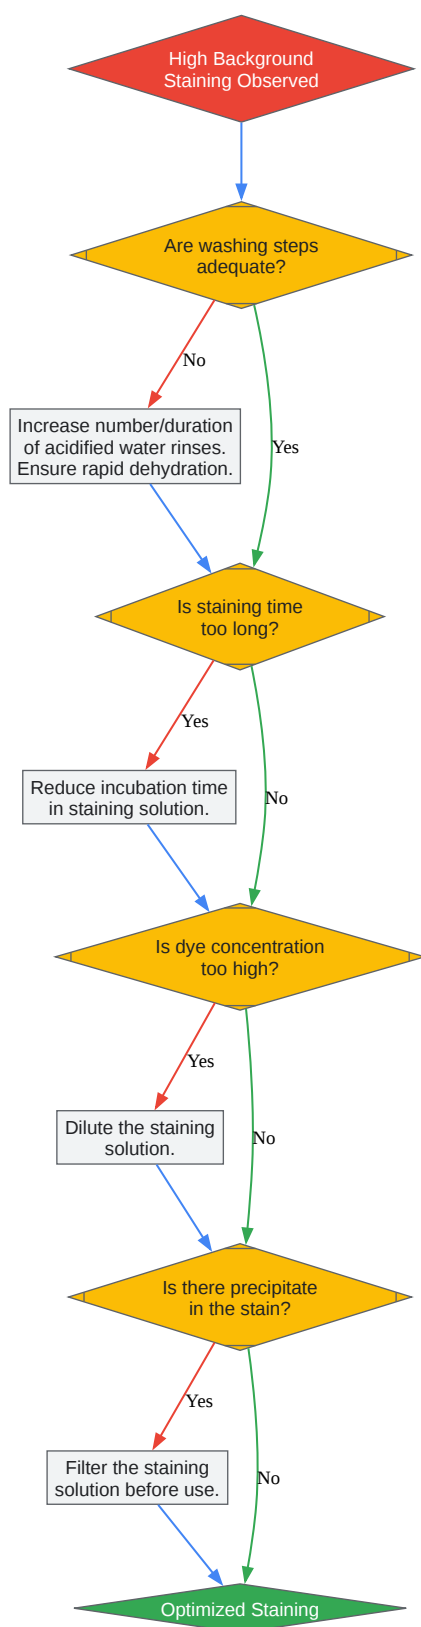 High Background
Staining Observed
Are washing steps
adequate?
No
Increase number/duration
of acidified water rinses.
Ensure rapid dehydration.
Yes
Is staining time
too long?
Yes
Reduce incubation time
in staining solution.
No
Is dye concentration
too high?
Yes
Dilute the staining
solution.
No
Is there precipitate
in the stain?
Yes
Filter the staining
solution before use.
No
Optimized Staining